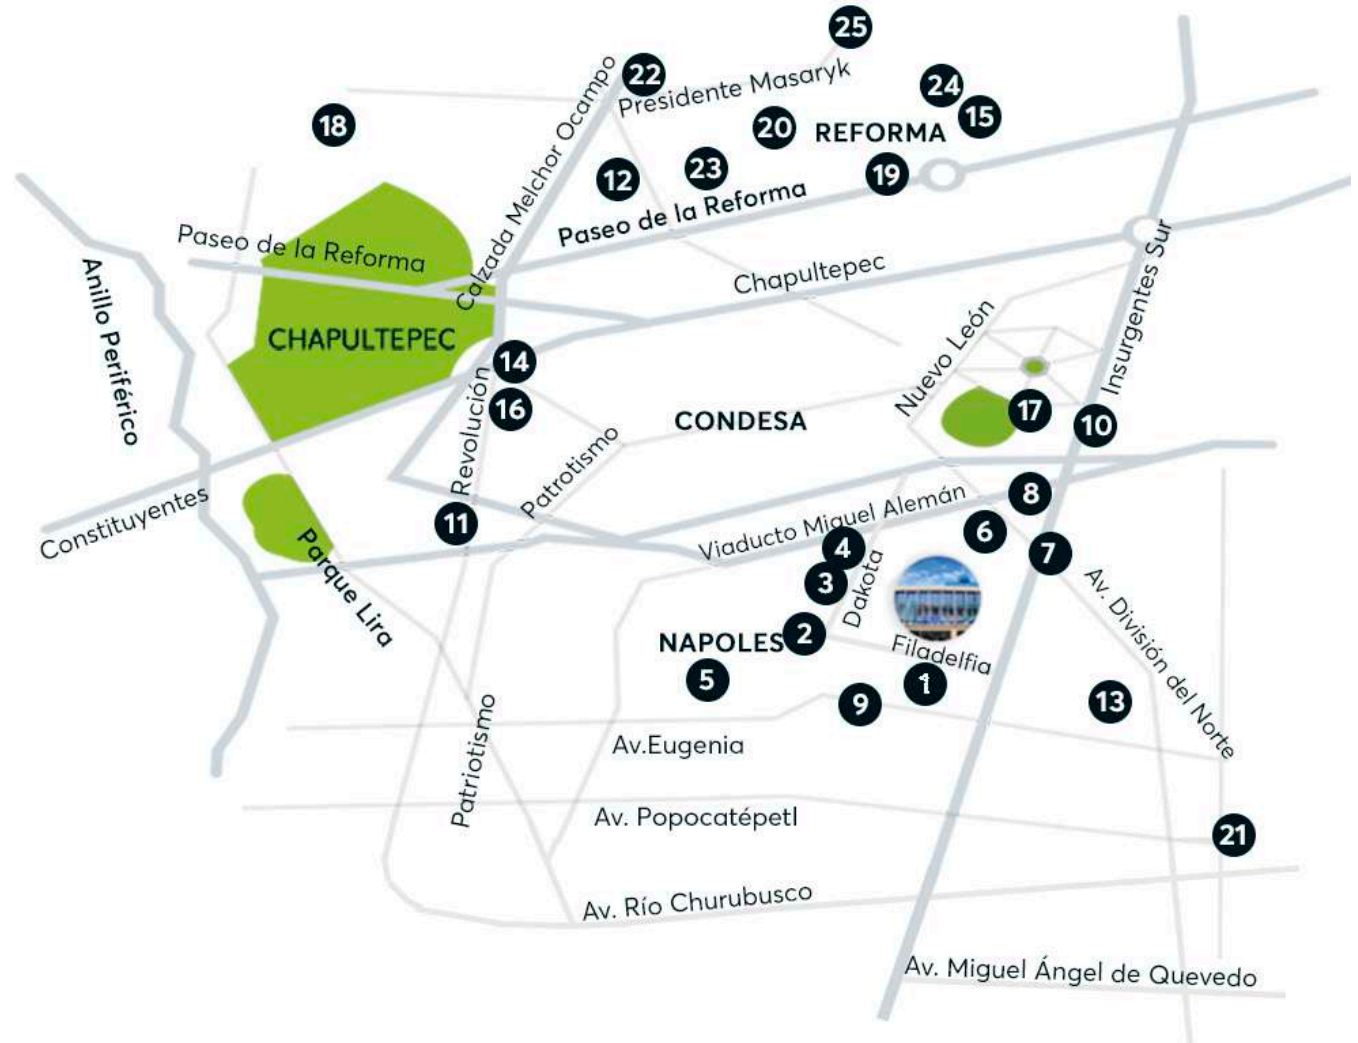 25
22
Presidente Masaryk
24
15
18
20
REFORMA
Calzada Melchor Ocampo
12
23
19
Paseo de la Reforma
Paseo de la Reforma
Anillo Periférico
Chapultepec
Insurgentes Sur
CHAPULTEPEC
14
Nuevo León
Revolución
16
CONDESA
17
10
Patrotismo
Constituyentes
11
8
Viaducto Miguel Alemán
6
4
7
3
Dakota
Parque Lira
Av. División del Norte
NAPOLES
2
Filadelfia
5
1
9
13
Patriotismo
Av.Eugenia
Av. Popocatépetl
21
Av. Río Churubusco
Av. Miguel Ángel de Quevedo